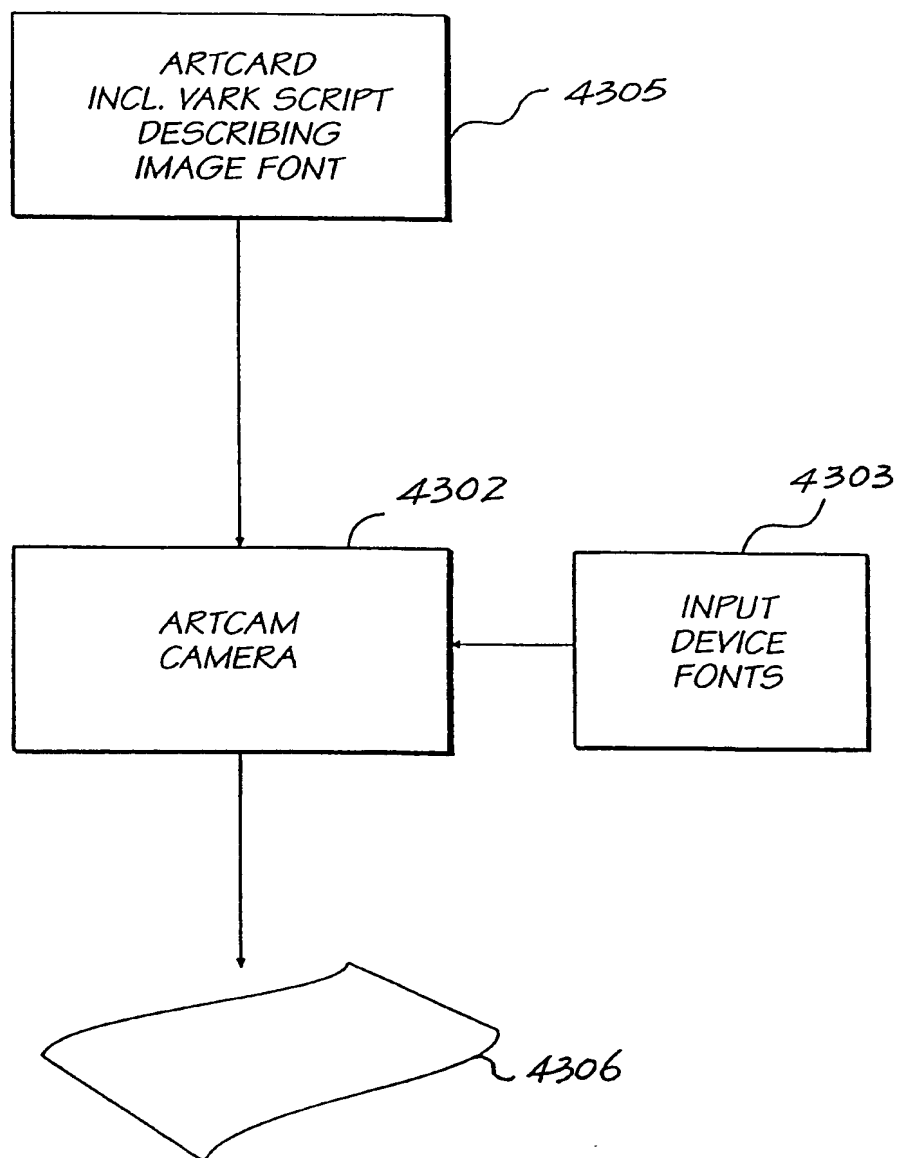 ARTCARD
INCL. VARK SCRIPT
DESCRIBING
IMAGE FONT
4305
4302
4303
ARTCAM
CAMERA
INPUT
DEVICE
FONTS
4306